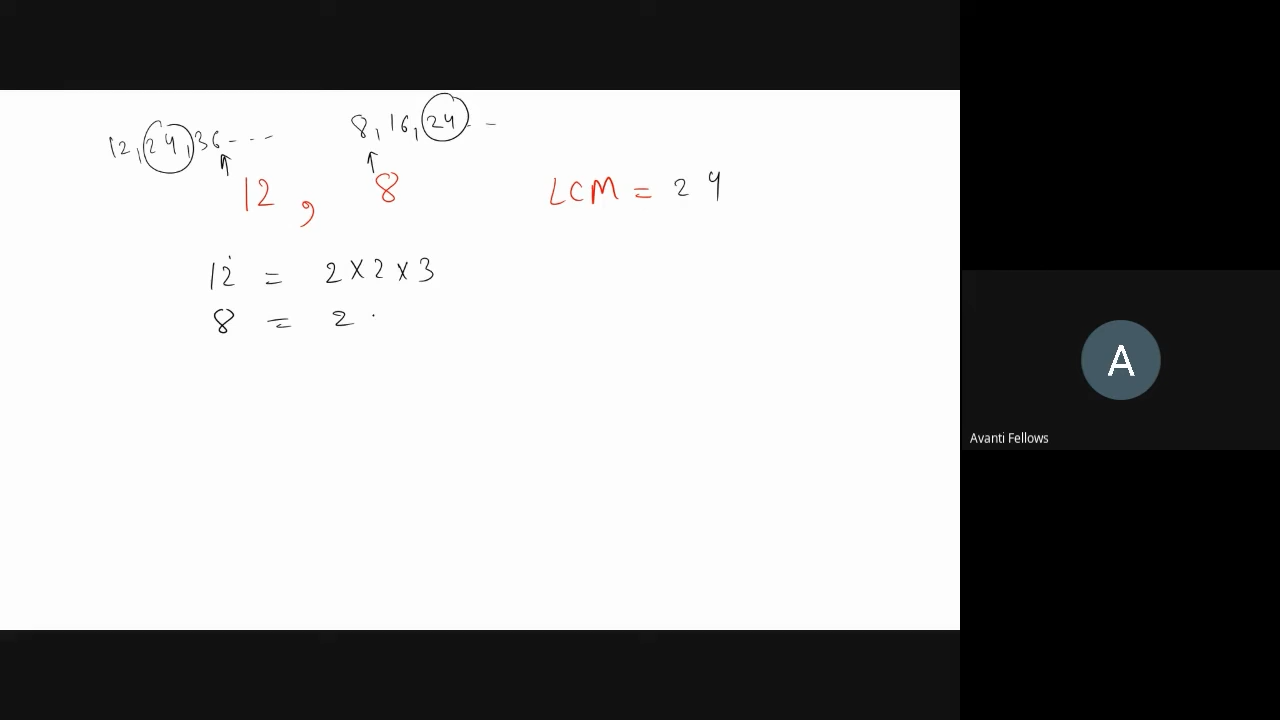 12, 24, 36 - - -
8, 16, 24 - -
12 , 8
LCM = 24
12 = 2 × 2 × 3
8 = 2 ·
A
Avanti Fellows